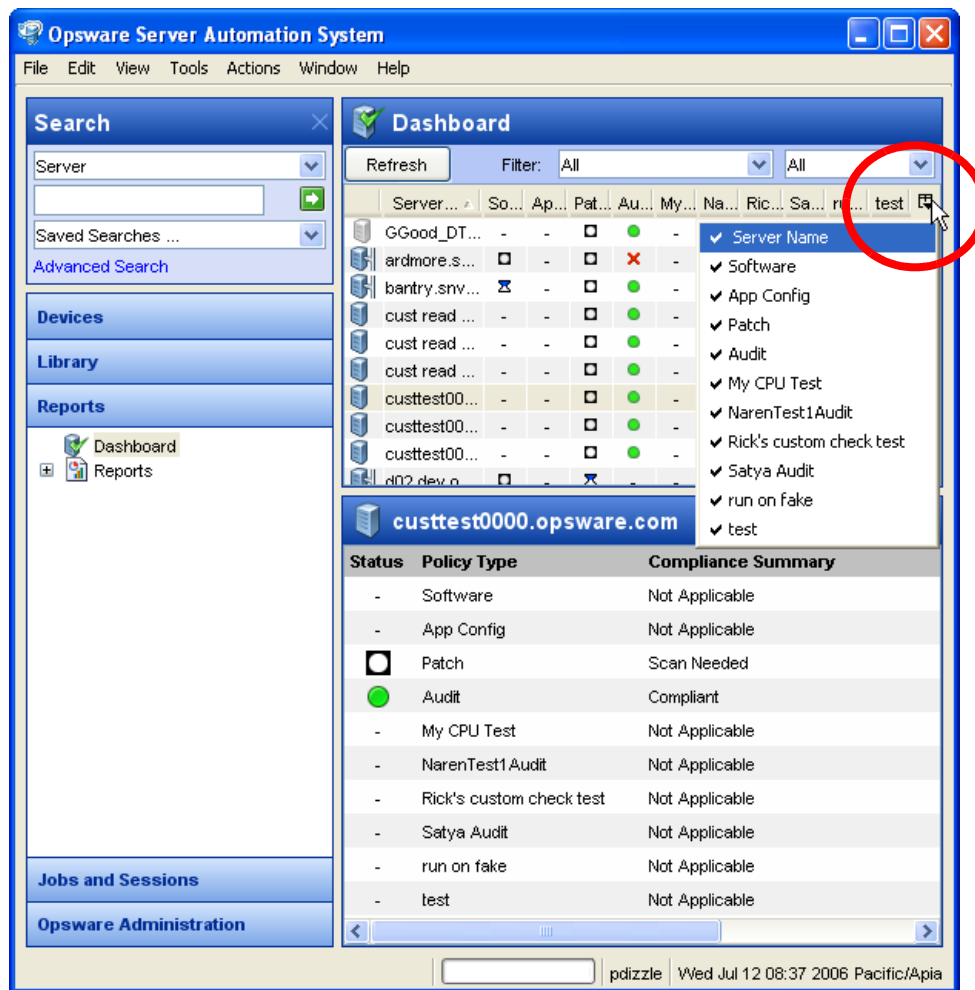 Opsware Server Automation System
File Edit View Tools Actions Window Help
Search
Server
Saved Searches ...
Advanced Search
Devices
Library
Reports
Dashboard
Reports
Jobs and Sessions
Opsware Administration
Dashboard
Refresh Filter: All All
Server... So... Ap... Pat... Au... My... Na... Ric... Sa... ru... test
GGood_DT... - - -
ardmore.s... - -
bantry.snv... - -
cust read ... - - -
cust read ... - - -
cust read ... - - -
custtest00... - - -
custtest00... - - -
custtest00... - - -
d02.dev.o... - - -
Server Name
Software
App Config
Patch
Audit
My CPU Test
NarenTest1Audit
Rick's custom check test
Satya Audit
run on fake
test
custtest0000.opsware.com
Status Policy Type Compliance Summary
- Software Not Applicable
- App Config Not Applicable
Patch Scan Needed
Audit Compliant
- My CPU Test Not Applicable
- NarenTest1Audit Not Applicable
- Rick's custom check test Not Applicable
- Satya Audit Not Applicable
- run on fake Not Applicable
- test Not Applicable
pdizzle Wed Jul 12 08:37 2006 Pacific/Apia